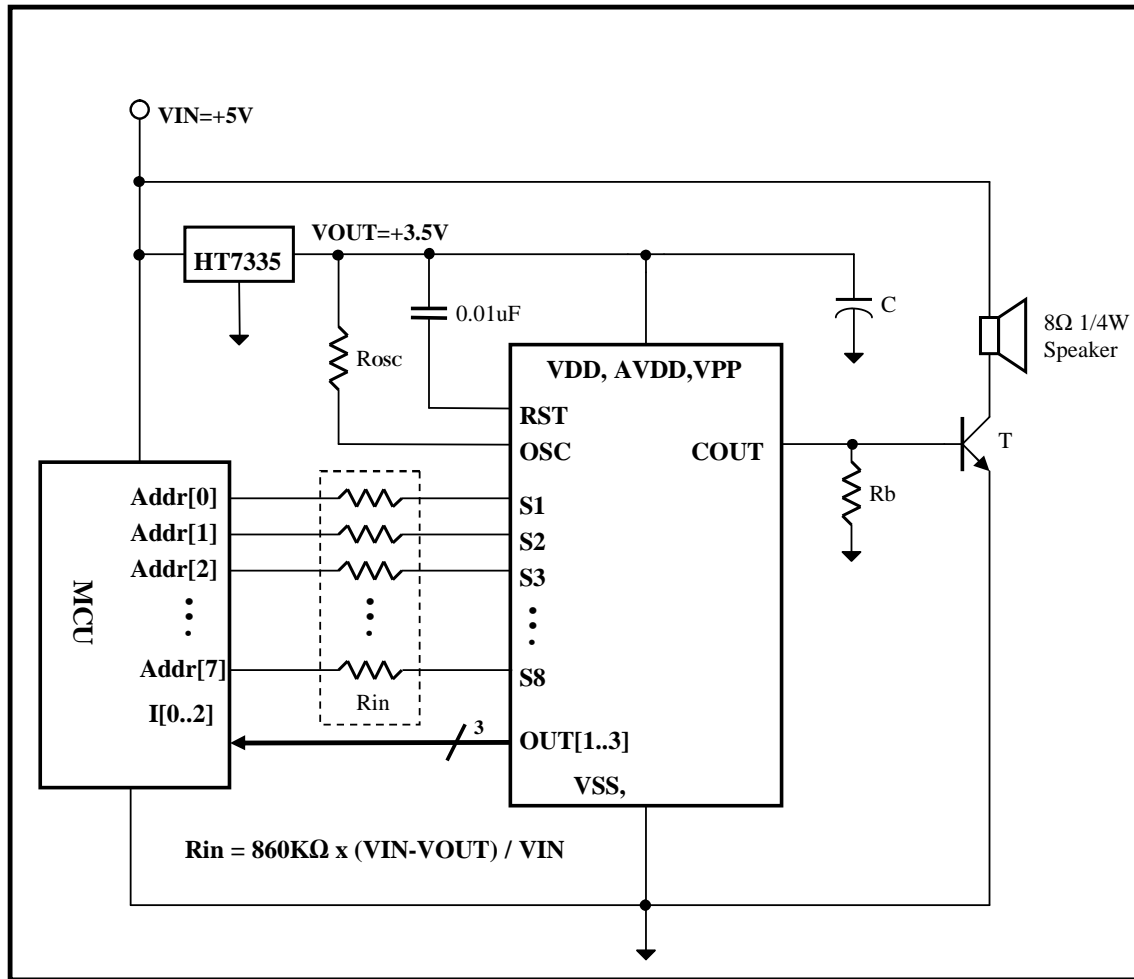 VIN=+5V
VOUT=+3.5V
HT7335
0.01uF
C
8Ω 1/4W
Speaker
Rosc
VDD, AVDD,VPP
RST
OSC
COUT
T
Rb
MCU
Addr[0]
Addr[1]
Addr[2]
Addr[7]
I[0..2]
Rin
S1
S2
S3
S8
3
OUT[1..3]
VSS,
Rin = 860KΩ x (VIN-VOUT) / VIN